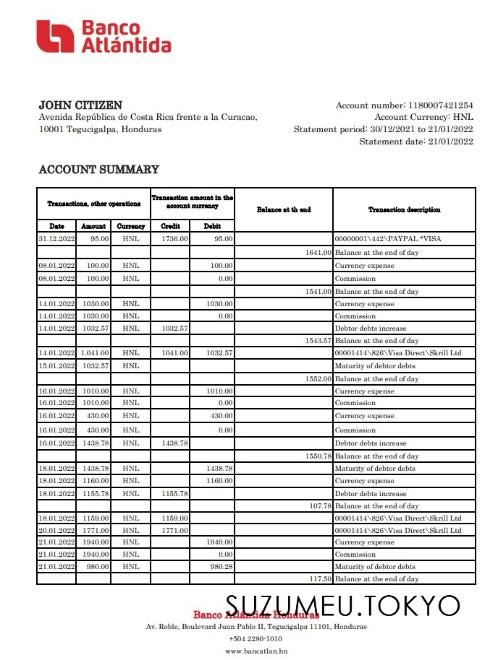 Banco
Atlántida
JOHN CITIZEN
Avenida República de Costa Rica frente a la Curacao,
10001 Tegucigalpa, Honduras
Account number: 1180007421254
Account Currency: HNL
Statement period: 30/12/2021 to 21/01/2022
Statement date: 21/01/2022
ACCOUNT SUMMARY
Transactions, other operations Transaction amount in the account currency Balance at th end Transaction description
Date Amount Currency Credit Debit
31.12.2022 95.00 HNL 1736.00 95.00 00000001\442\PAYPAL *VISA
1641.00 Balance at the end of day
08.01.2022 100.00 HNL 100.00 Currency expense
08.01.2022 100.00 HNL 0.00 Commission
1541.00 Balance at the end of day
14.01.2022 1030.00 HNL 1030.00 Currency expense
14.01.2022 1030.00 HNL 0.00 Commission
14.01.2022 1032.57 HNL 1032.57 Debtor debts increase
1543.57 Balance at the end of day
14.01.2022 1.041.00 HNL 1041.00 1032.57 00001414\826\Visa Direct\Skrill Ltd
15.01.2022 1032.57 HNL Maturity of debtor debts
1552.00 Balance at the end of day
16.01.2022 1010.00 HNL 1010.00 Currency expense
16.01.2022 1010.00 HNL 0.00 Commission
16.01.2022 430.00 HNL 430.00 Currency expense
16.01.2022 430.00 HNL 0.00 Commission
16.01.2022 1438.78 HNL 1438.78 Debtor debts increase
1550.78 Balance at the end of day
18.01.2022 1438.78 HNL 1438.78 Maturity of debtor debts
18.01.2022 1160.00 HNL 1160.00 Currency expense
18.01.2022 1155.78 HNL 1155.78 Debtor debts increase
107.78 Balance at the end of day
18.01.2022 1159.00 HNL 1159.00 00001414\826\Visa Direct\Skrill Ltd
20.01.2022 1771.00 HNL 1771.00 00001414\826\Visa Direct\Skrill Ltd
21.01.2022 1940.00 HNL 1940.00 Currency expense
21.01.2022 1940.00 HNL 0.00 Commission
21.01.2022 980.00 HNL 980.28 Maturity of debtor debts
117.50 Balance at the end of day
SUZUMEU.TOKYO
Banco Atlántida Honduras
Av. Roble, Boulevard Juan Pablo II, Tegucigalpa 11101, Honduras
+504 2280-1010
www.bancatlan.hn